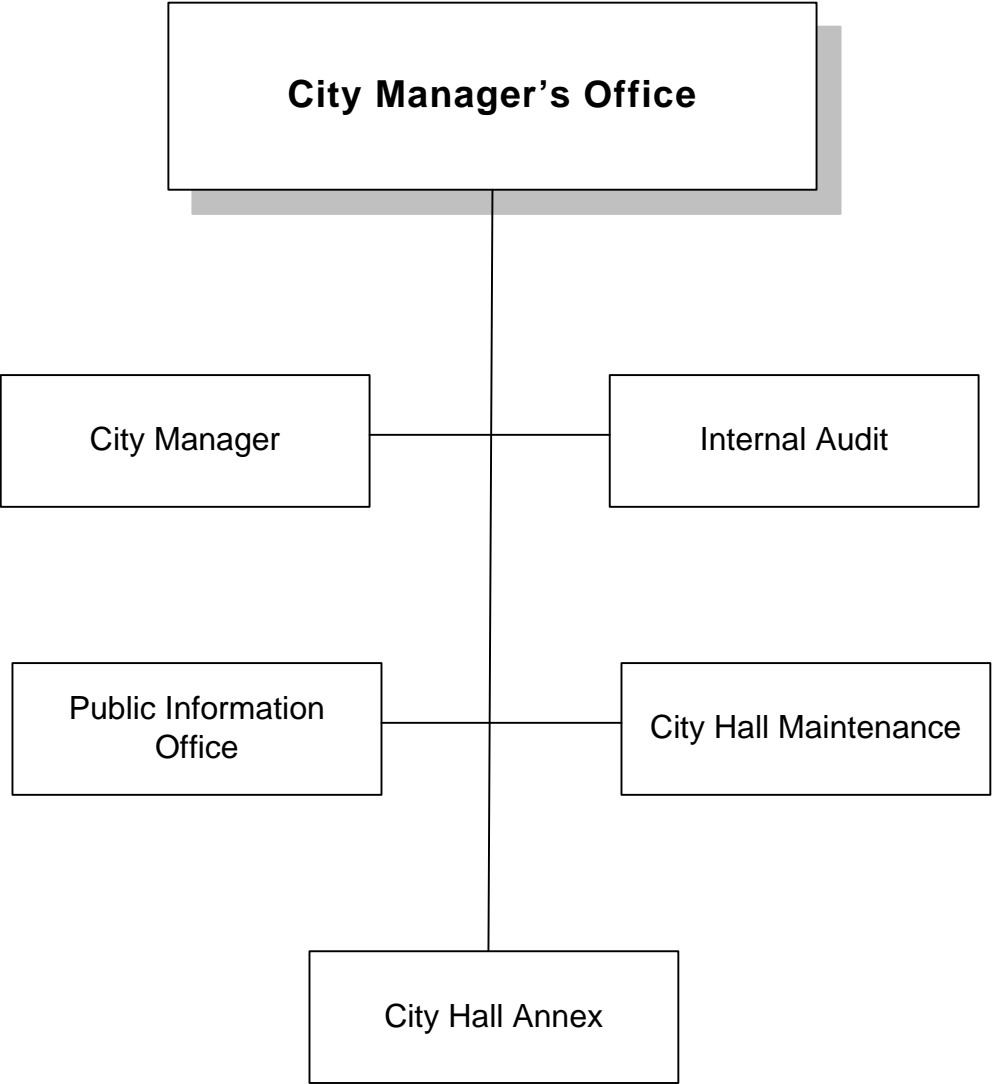 City Manager’s Office
City Manager
Internal Audit
Public Information
Office
City Hall Maintenance
City Hall Annex